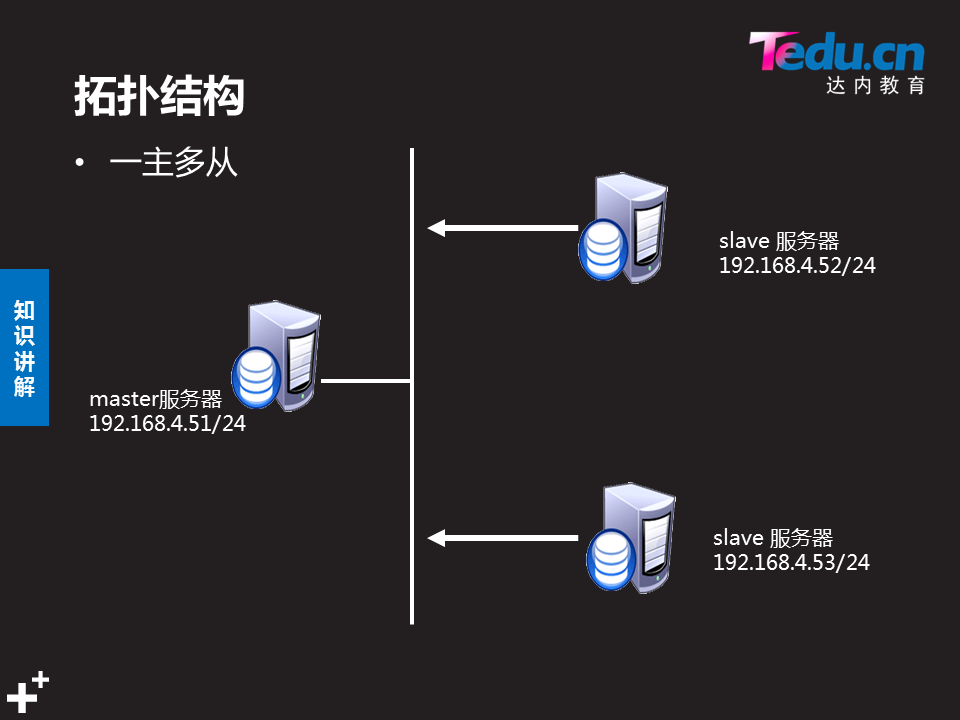 Tedu.cn
达内教育
拓扑结构
• 一主多从
slave 服务器
192.168.4.52/24
知识讲解
master服务器
192.168.4.51/24
slave 服务器
192.168.4.53/24